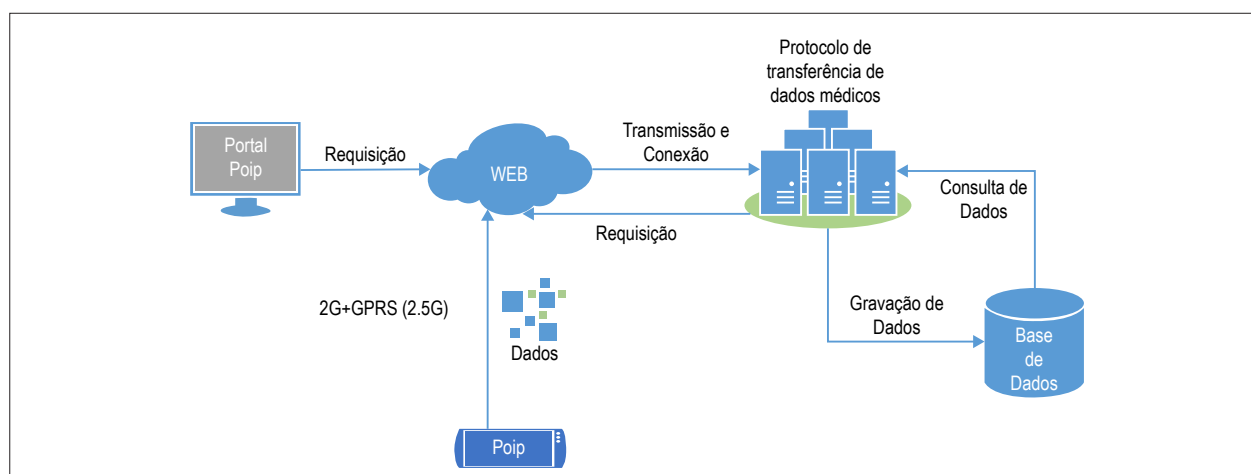 Protocolo de
transferência de
dados médicos
Portal
Poip
Requisição
WEB
Transmissão e
Conexão
Consulta de
Dados
Requisição
2G+GPRS (2.5G)
Dados
Gravação de
Dados
Base
de
Dados
Poip